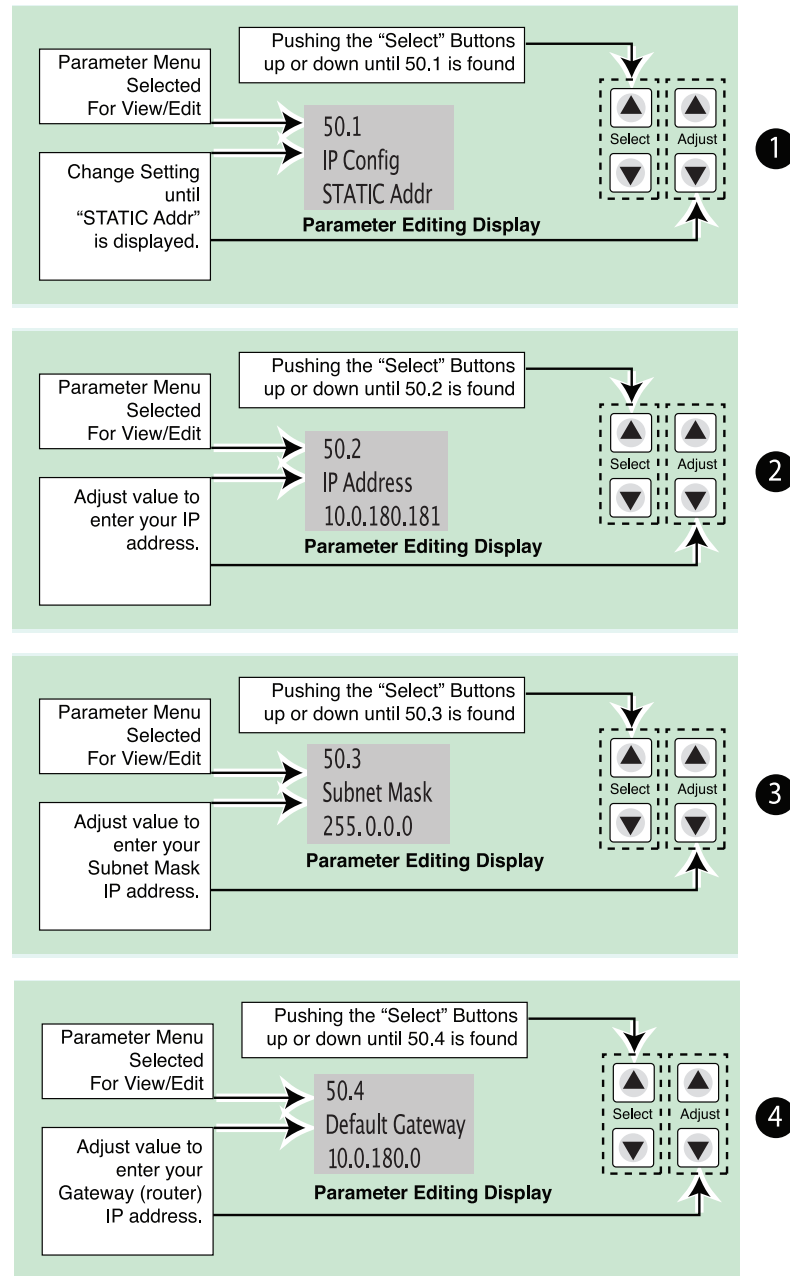 Pushing the “Select” Buttons
up or down until 50.1 is found
Parameter Menu
Selected
For View/Edit
Change Setting
until
“STATIC Addr”
is displayed.
50.1
IP Config
STATIC Addr
Parameter Editing Display
Select
Adjust
1
Pushing the “Select” Buttons
up or down until 50.2 is found
Parameter Menu
Selected
For View/Edit
Adjust value to
enter your IP
address.
50.2
IP Address
10.0.180.181
Parameter Editing Display
Select
Adjust
2
Pushing the “Select” Buttons
up or down until 50.3 is found
Parameter Menu
Selected
For View/Edit
Adjust value to
enter your
Subnet Mask
IP address.
50.3
Subnet Mask
255.0.0.0
Parameter Editing Display
Select
Adjust
3
Pushing the “Select” Buttons
up or down until 50.4 is found
Parameter Menu
Selected
For View/Edit
Adjust value to
enter your
Gateway (router)
IP address.
50.4
Default Gateway
10.0.180.0
Parameter Editing Display
Select
Adjust
4